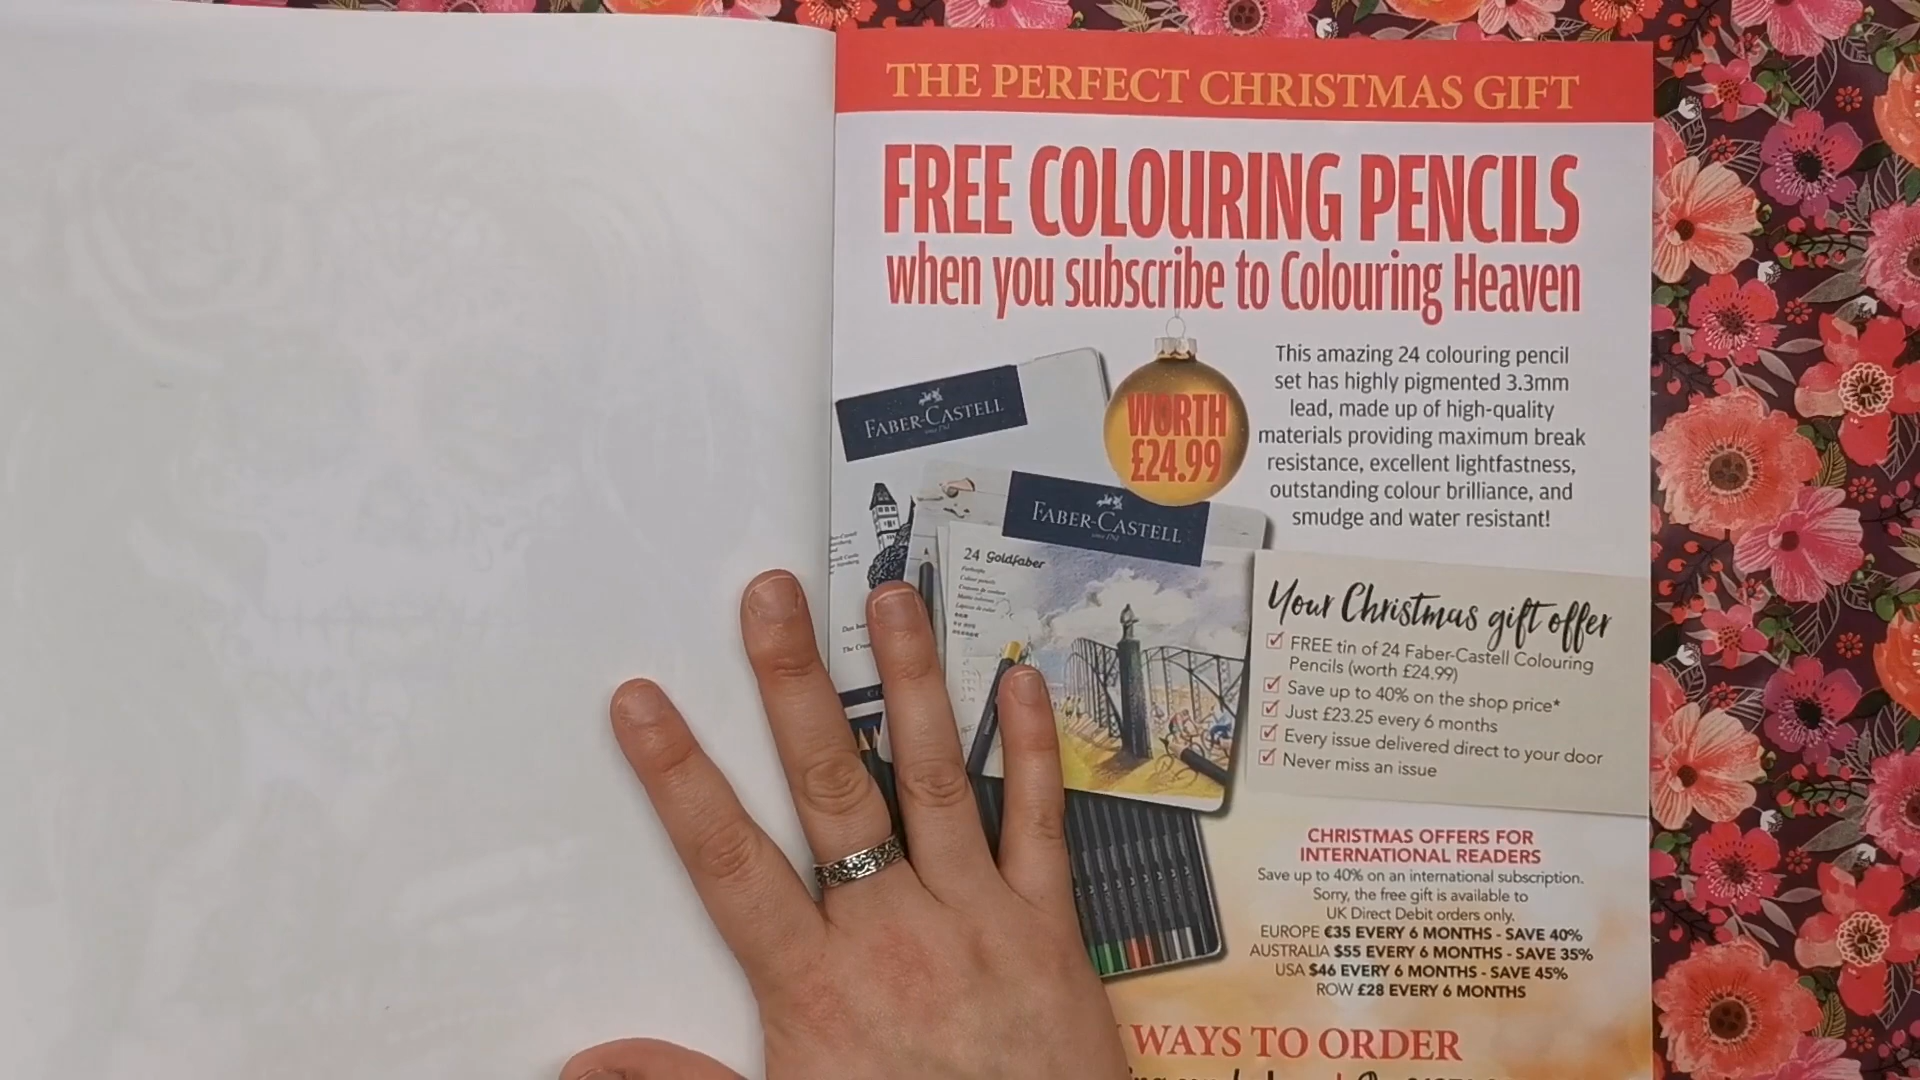 THE PERFECT CHRISTMAS GIFT
FREE COLOURING PENCILS
when you subscribe to Colouring Heaven
This amazing 24 colouring pencil
set has highly pigmented 3.3mm
lead, made up of high-quality
materials providing maximum break
resistance, excellent lightfastness,
outstanding colour brilliance, and
smudge and water resistant!
WORTH
£24.99
FABER-CASTELL
FABER-CASTELL
24 Goldfaber
Your Christmas gift offer
FREE tin of 24 Faber-Castell Colouring
Pencils (worth £24.99)
Save up to 40% on the shop price*
Just £23.25 every 6 months
Every issue delivered direct to your door
Never miss an issue
CHRISTMAS OFFERS FOR
INTERNATIONAL READERS
Save up to 40% on an international subscription.
Sorry, the free gift is available to
UK Direct Debit orders only.
EUROPE €35 EVERY 6 MONTHS - SAVE 40%
AUSTRALIA $55 EVERY 6 MONTHS - SAVE 35%
USA $46 EVERY 6 MONTHS - SAVE 45%
ROW £28 EVERY 6 MONTHS
WAYS TO ORDER